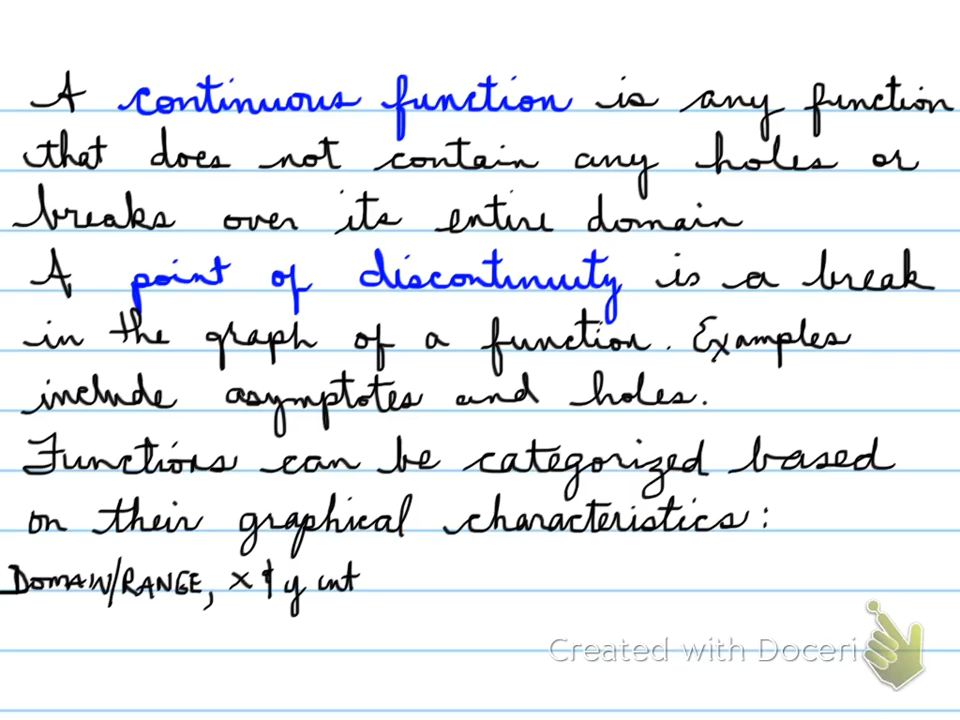 A continuous function is any function
that does not contain any holes or
breaks over its entire domain
A point of discontinuity is a break
in the graph of a function. Examples
include asymptotes and holes.
Functions can be categorized based
on their graphical characteristics:
DOMAIN/RANGE, x & y int
Created with Doceri